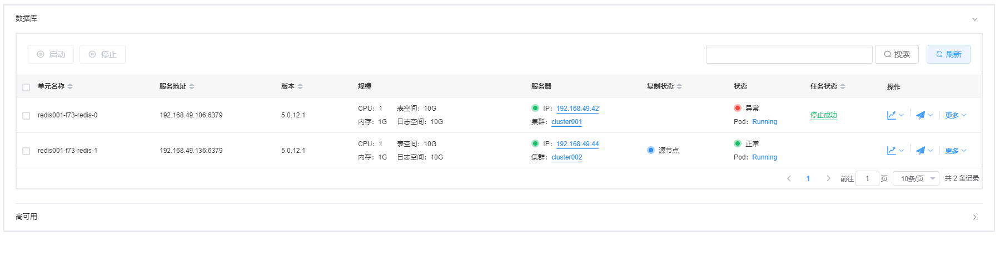 数据库
启动 停止 搜索 刷新
单元名称 服务地址 版本 规模 服务器 复制状态 状态 任务状态 操作
redis001-f73-redis-0 192.168.49.106:6379 5.0.12.1 CPU：1 表空间：10G IP：192.168.49.42 异常 停止成功 更多
内存：1G 日志空间：10G 集群：cluster001 Pod：Running
redis001-f73-redis-1 192.168.49.136:6379 5.0.12.1 CPU：1 表空间：10G IP：192.168.49.44 源节点 正常 更多
内存：1G 日志空间：10G 集群：cluster002 Pod：Running
1 前往 1 页 10条/页 共 2 条记录
高可用